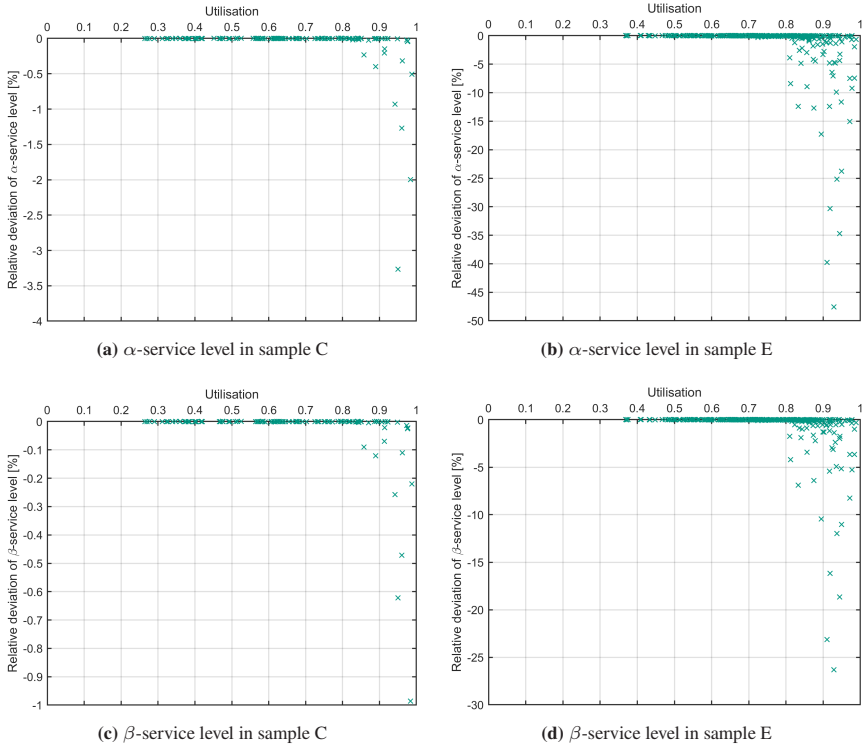 Utilisation
0 0.1 0.2 0.3 0.4 0.5 0.6 0.7 0.8 0.9 1
0
-0.5
-1
-1.5
-2
-2.5
-3
-3.5
-4
Relative deviation of α-service level [%]
(a) α-service level in sample C
Utilisation
0 0.1 0.2 0.3 0.4 0.5 0.6 0.7 0.8 0.9 1
0
-5
-10
-15
-20
-25
-30
-35
-40
-45
-50
Relative deviation of α-service level [%]
(b) α-service level in sample E
Utilisation
0 0.1 0.2 0.3 0.4 0.5 0.6 0.7 0.8 0.9 1
0
-0.1
-0.2
-0.3
-0.4
-0.5
-0.6
-0.7
-0.8
-0.9
-1
Relative deviation of β-service level [%]
(c) β-service level in sample C
Utilisation
0 0.1 0.2 0.3 0.4 0.5 0.6 0.7 0.8 0.9 1
0
-5
-10
-15
-20
-25
-30
Relative deviation of β-service level [%]
(d) β-service level in sample E